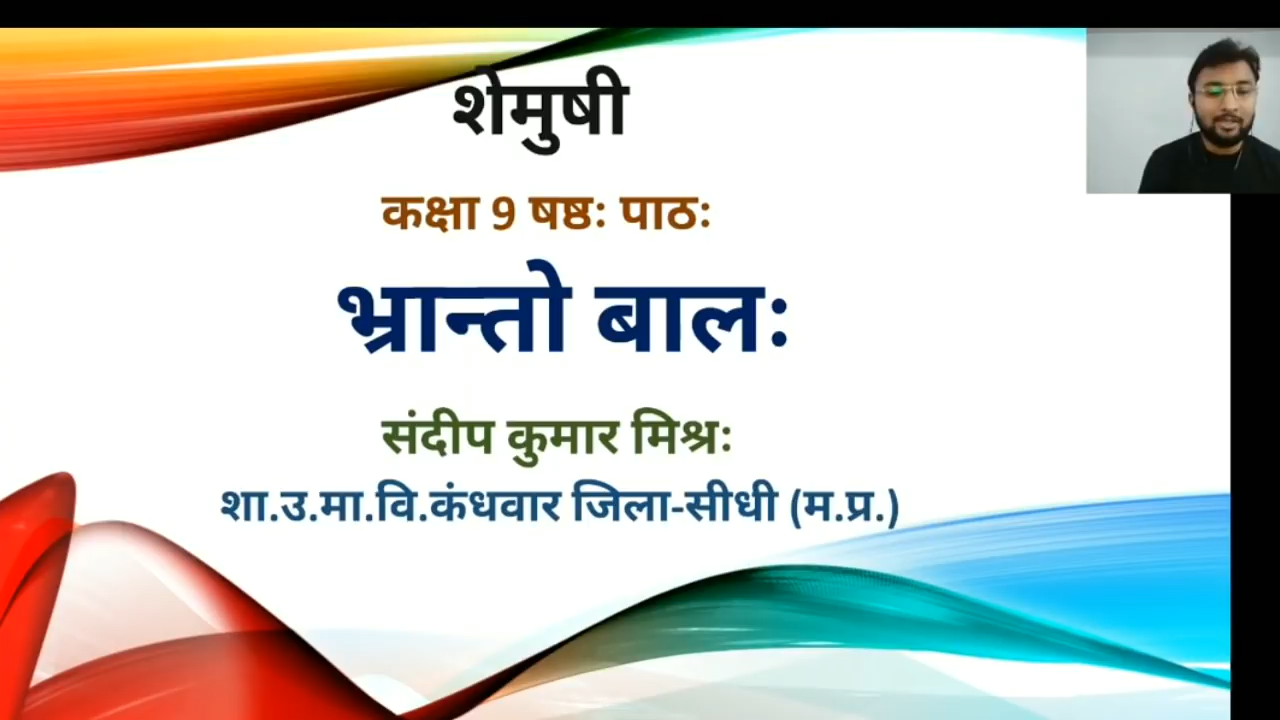 शेमुषी
कक्षा 9 षष्ठः पाठः
भ्रान्तो बालः
संदीप कुमार मिश्रः
शा.उ.मा.वि.कंधवार जिला-सीधी (म.प्र.)